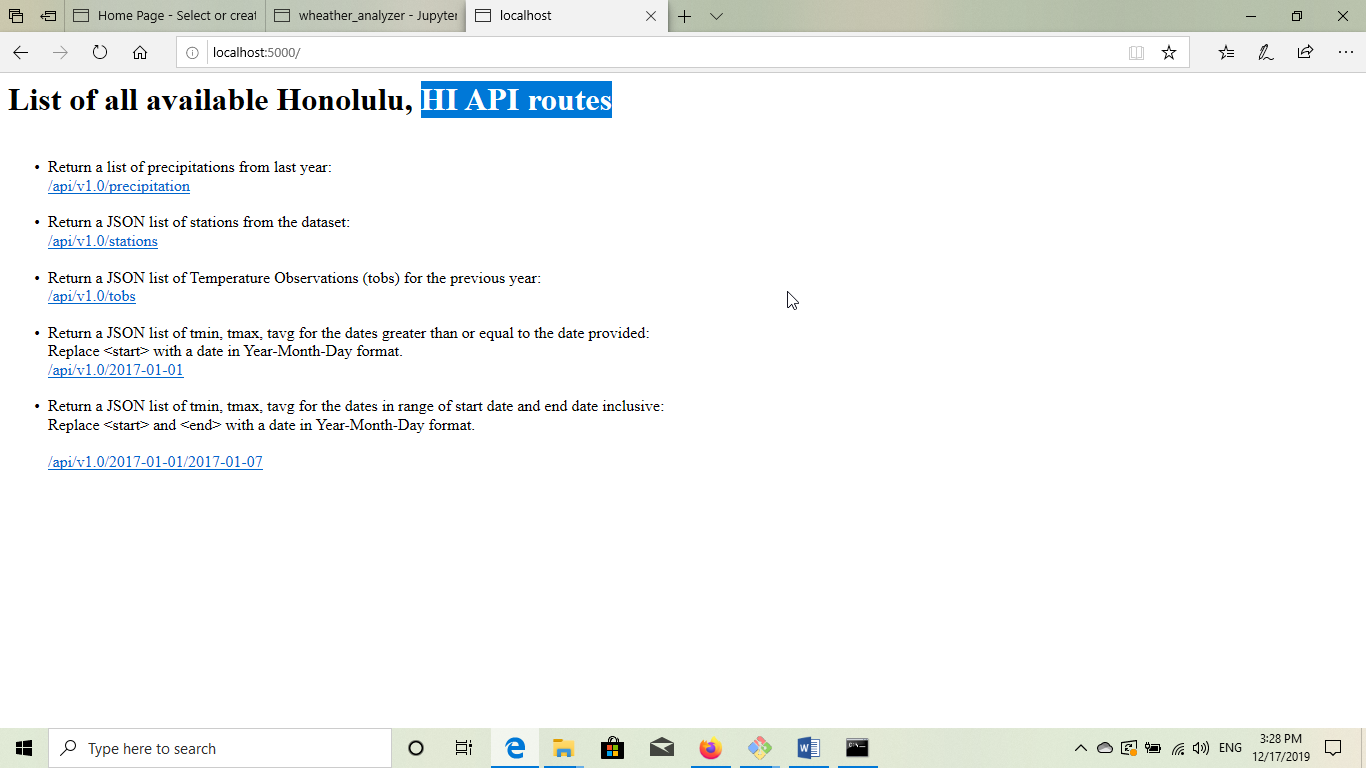 Home Page - Select or creat
wheather_analyzer - Jupyter
localhost
localhost:5000/
List of all available Honolulu, HI API routes
• Return a list of precipitations from last year:
/api/v1.0/precipitation
• Return a JSON list of stations from the dataset:
/api/v1.0/stations
• Return a JSON list of Temperature Observations (tobs) for the previous year:
/api/v1.0/tobs
• Return a JSON list of tmin, tmax, tavg for the dates greater than or equal to the date provided:
Replace <start> with a date in Year-Month-Day format.
/api/v1.0/2017-01-01
• Return a JSON list of tmin, tmax, tavg for the dates in range of start date and end date inclusive:
Replace <start> and <end> with a date in Year-Month-Day format.
/api/v1.0/2017-01-01/2017-01-07
Type here to search
ENG
3:28 PM
12/17/2019